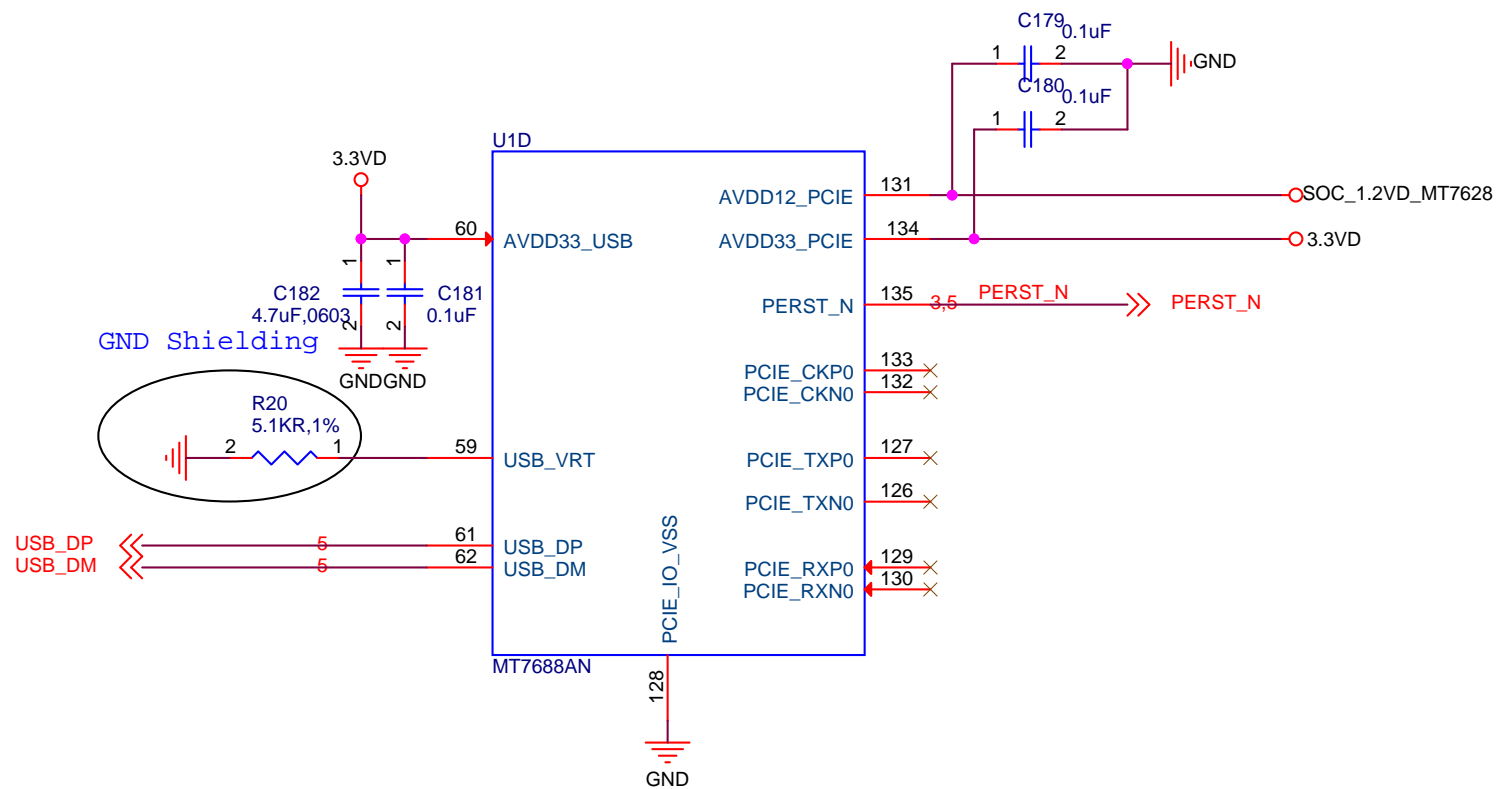 C179
0.1uF
1
2
GND
C180
0.1uF
1
2
U1D
3.3VD
131
AVDD12_PCIE
SOC_1.2VD_MT7628
60
AVDD33_USB
134
AVDD33_PCIE
3.3VD
1
1
C182
4.7uF,0603
C181
0.1uF
2
2
135
PERST_N
3,5
PERST_N
PERST_N
GND Shielding
GND
GND
133
PCIE_CKP0
132
PCIE_CKN0
R20
5.1KR,1%
2
1
59
USB_VRT
127
PCIE_TXP0
126
PCIE_TXN0
USB_DP
5
61
USB_DP
USB_DM
5
62
USB_DM
129
PCIE_RXP0
130
PCIE_RXN0
PCIE_IO_VSS
MT7688AN
128
GND